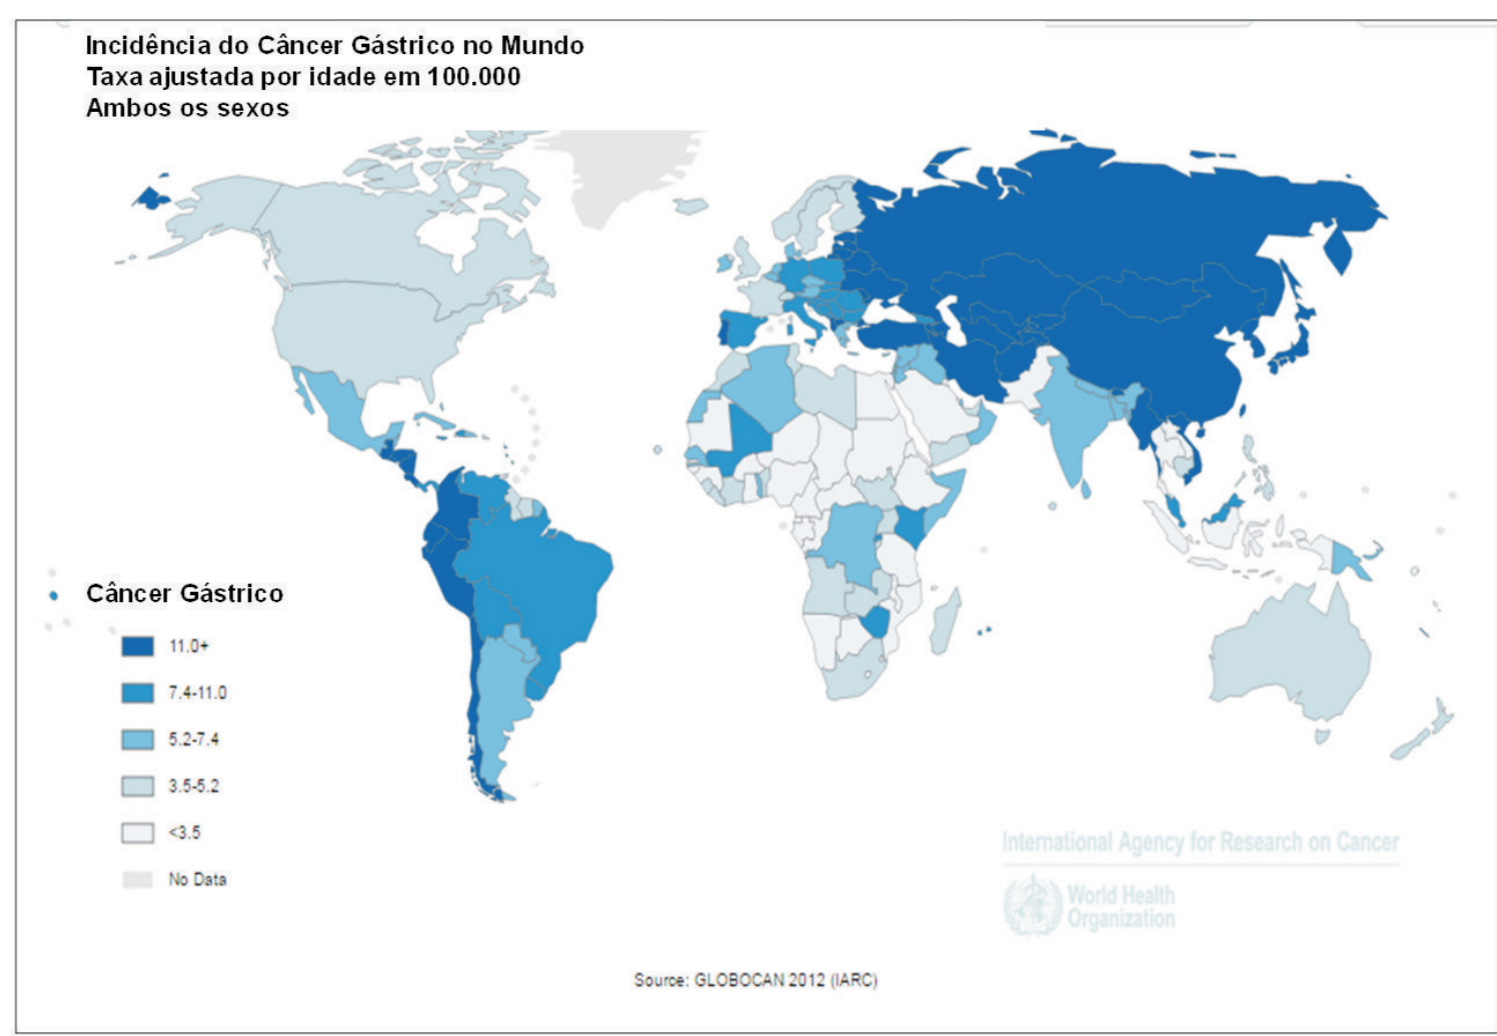 Incidência do Câncer Gástrico no Mundo
Taxa ajustada por idade em 100.000
Ambos os sexos
Câncer Gástrico
11.0+
7.4-11.0
5.2-7.4
3.5-5.2
<3.5
No Data
International Agency for Research on Cancer
World Health
Organization
Source: GLOBOCAN 2012 (IARC)